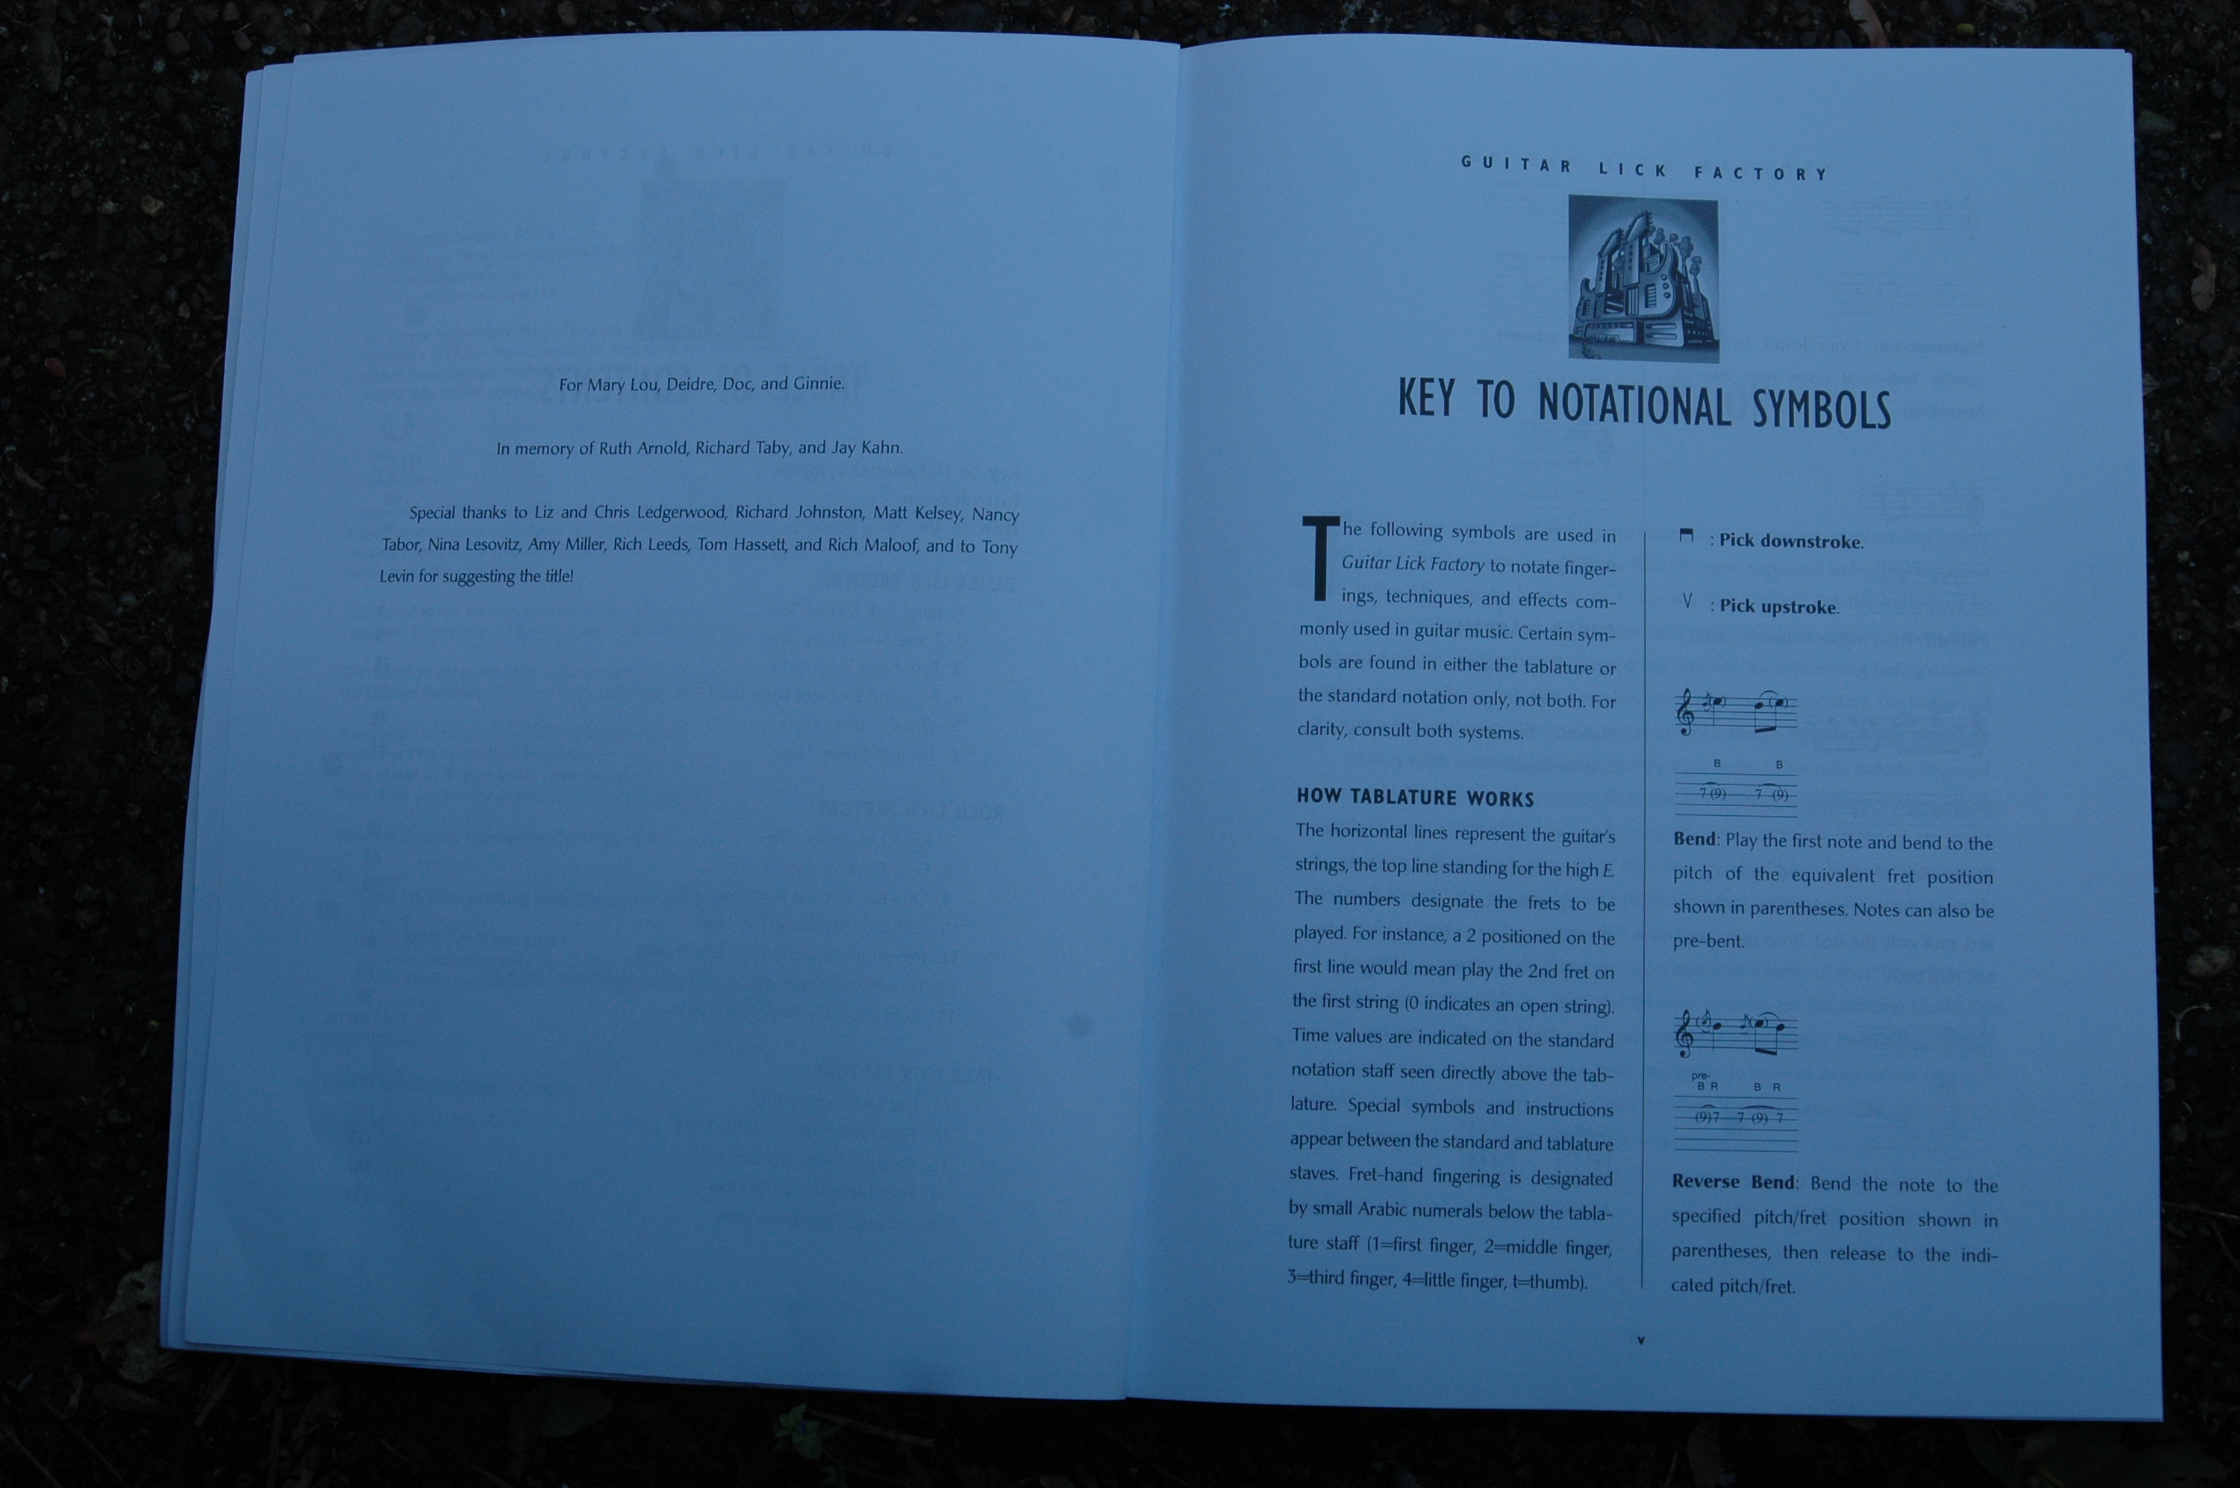 For Mary Lou, Deidre, Doc, and Ginnie.
In memory of Ruth Arnold, Richard Taby, and Jay Kahn.
Special thanks to Liz and Chris Ledgerwood, Richard Johnston, Matt Kelsey, Nancy
Tabor, Nina Lesovitz, Amy Miller, Rich Leeds, Tom Hassett, and Rich Maloof, and to Tony
Levin for suggesting the title!
GUITAR LICK FACTORY
KEY TO NOTATIONAL SYMBOLS
The following symbols are used in
Guitar Lick Factory to notate finger-
ings, techniques, and effects com-
monly used in guitar music. Certain sym-
bols are found in either the tablature or
the standard notation only, not both. For
clarity, consult both systems.
HOW TABLATURE WORKS
The horizontal lines represent the guitar's
strings, the top line standing for the high E.
The numbers designate the frets to be
played. For instance, a 2 positioned on the
first line would mean play the 2nd fret on
the first string (0 indicates an open string).
Time values are indicated on the standard
notation staff seen directly above the tab-
lature. Special symbols and instructions
appear between the standard and tablature
staves. Fret-hand fingering is designated
by small Arabic numerals below the tabla-
ture staff (1=first finger, 2=middle finger,
3=third finger, 4=little finger, t=thumb).
: Pick downstroke.
V : Pick upstroke.
B B
7 (9) 7 (9)
Bend: Play the first note and bend to the
pitch of the equivalent fret position
shown in parentheses. Notes can also be
pre-bent.
pre-
B R B R
(9) 7 7 (9) 7
Reverse Bend: Bend the note to the
specified pitch/fret position shown in
parentheses, then release to the indi-
cated pitch/fret.
v